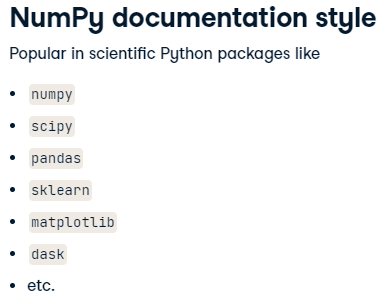 NumPy documentation style
Popular in scientific Python packages like
• numpy
• scipy
• pandas
• sklearn
• matplotlib
• dask
• etc.